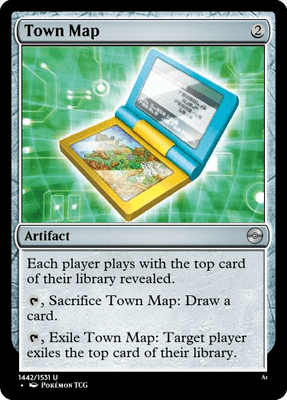 Town Map 2
Artifact
Each player plays with the top card
of their library revealed.
, Sacrifice Town Map: Draw a
card.
, Exile Town Map: Target player
exiles the top card of their library.
1442/1531 U
• Pokémon TCG